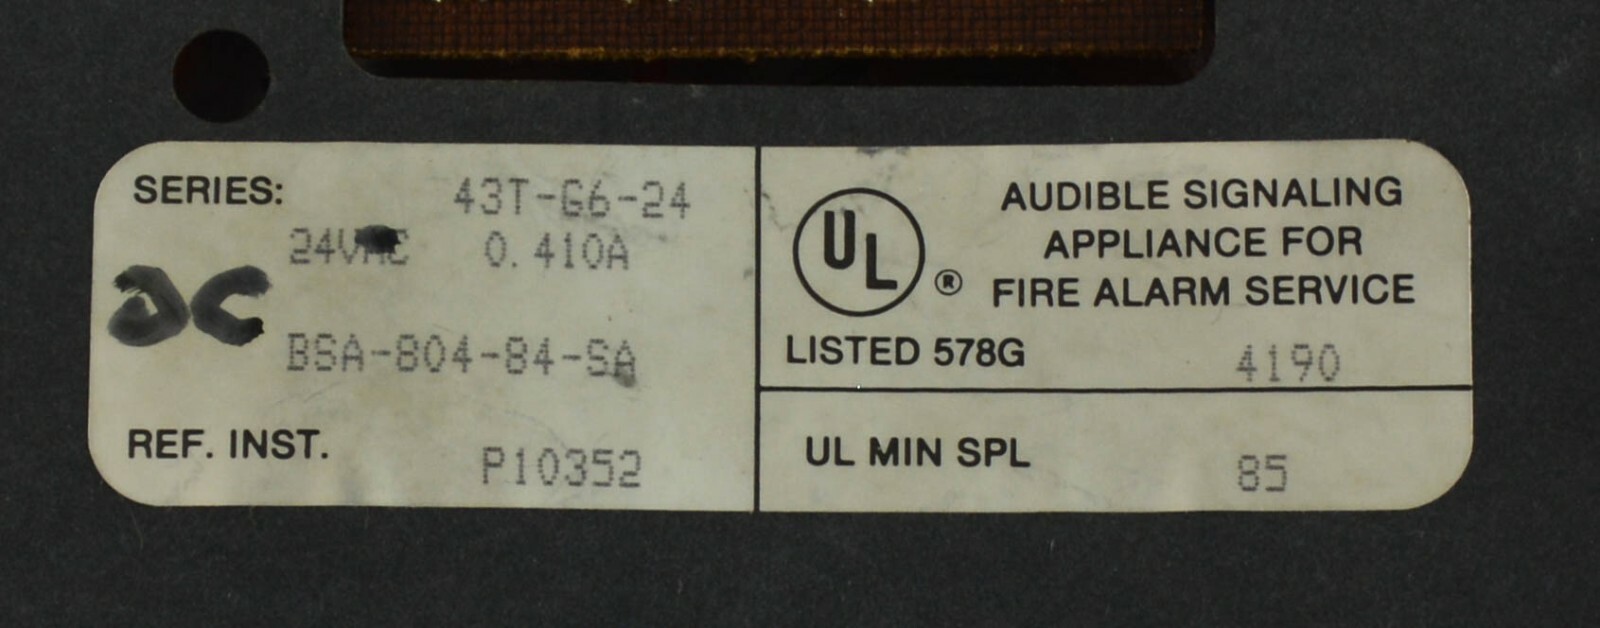 SERIES: 43T-G6-24
24VAC 0.410A
ac
BSA-804-84-SA
REF. INST. P10352
UL ®
AUDIBLE SIGNALING
APPLIANCE FOR
FIRE ALARM SERVICE
LISTED 578G 4190
UL MIN SPL 85